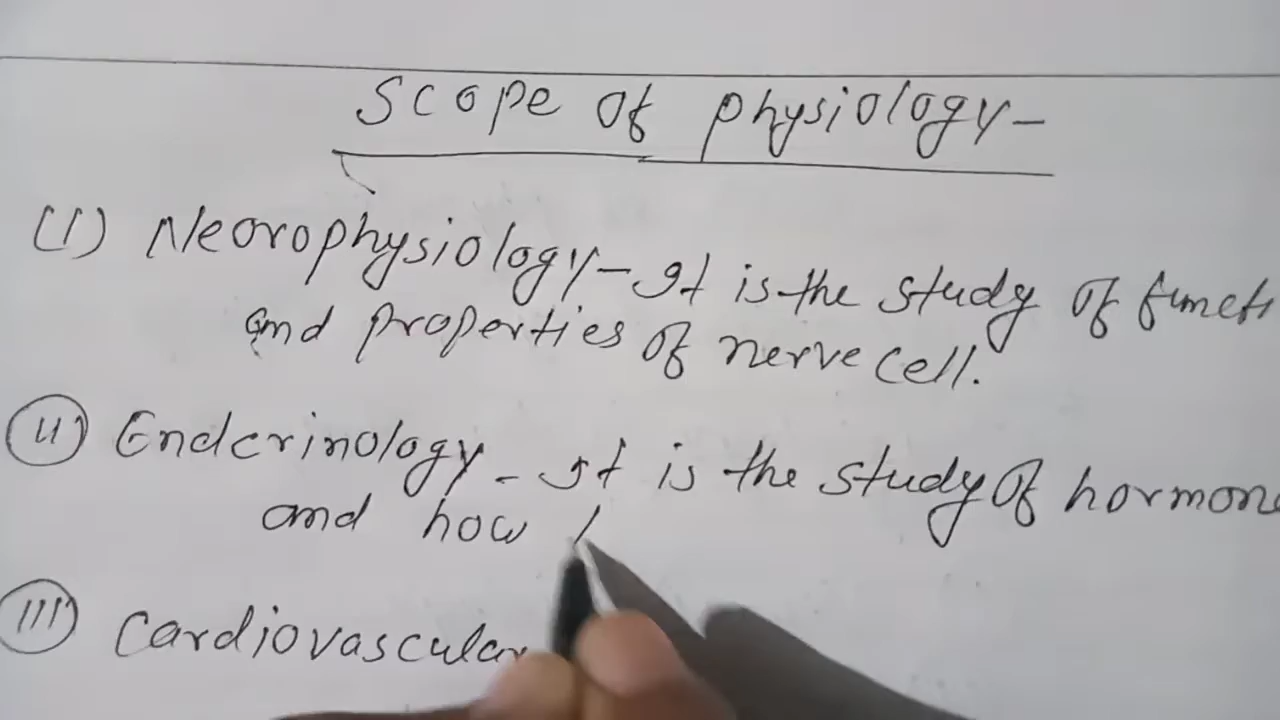 Scope of physiology-
(I) Neorophysiology- It is the study of funct
and properties of nerve cell.
(II) Endcrinology - It is the study of hormone
and how
(III) Cardiovascular